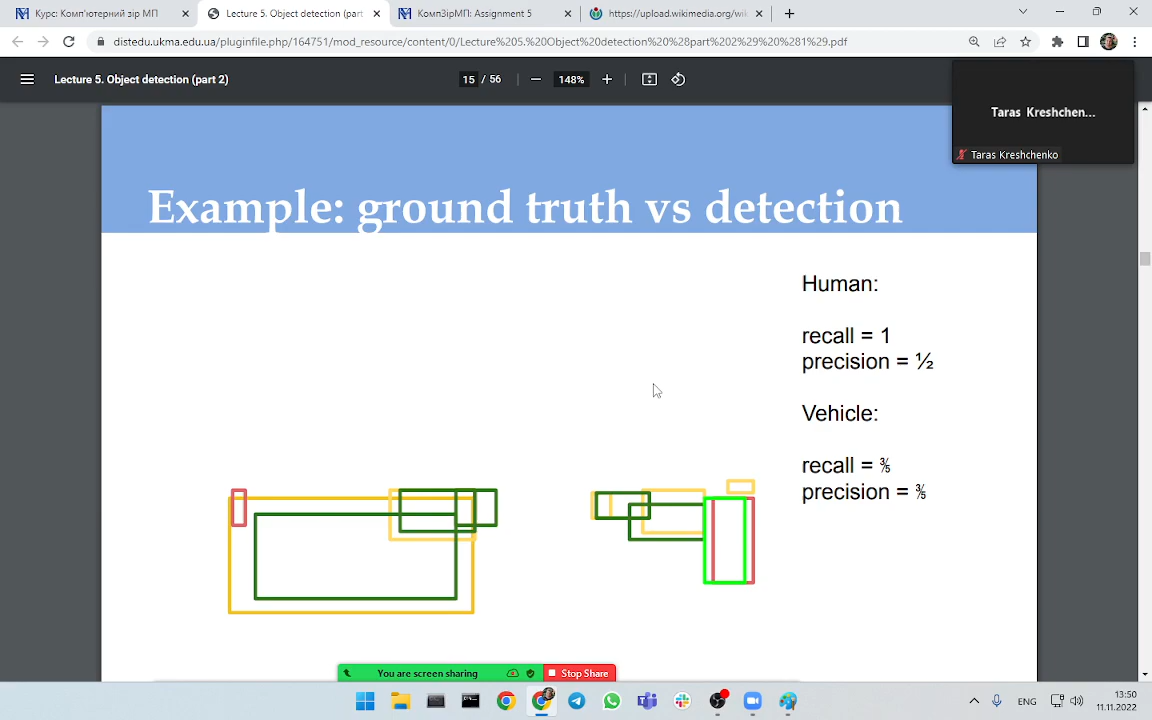 Курс: Комп'ютерний зір МП
Lecture 5. Object detection (part
КомпЗірМП: Assignment 5
https://upload.wikimedia.org/wik
distedu.ukma.edu.ua/pluginfile.php/164751/mod_resource/content/0/Lecture%205.%20Object%20detection%20%28part%202%29%20%281%29.pdf
Lecture 5. Object detection (part 2)
15 / 56
148%
Taras Kreshchen...
Taras Kreshchenko
Example: ground truth vs detection
Human:
recall = 1
precision = ½
Vehicle:
recall = ⅗
precision = ⅗
You are screen sharing
Stop Share
ENG
13:50
11.11.2022